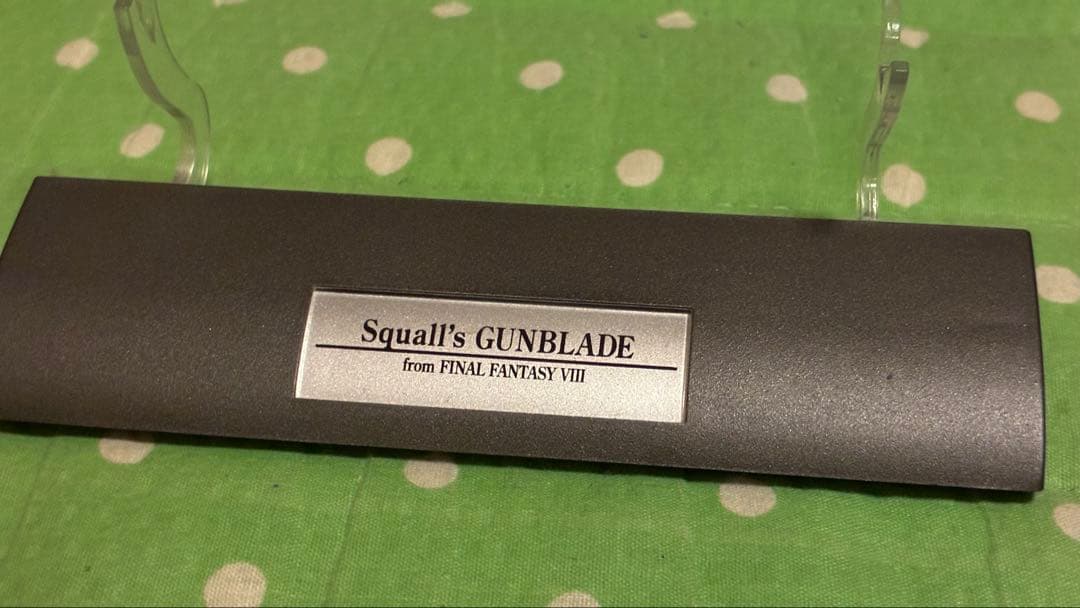 Squall's GUNBLADE
from FINAL FANTASY VIII